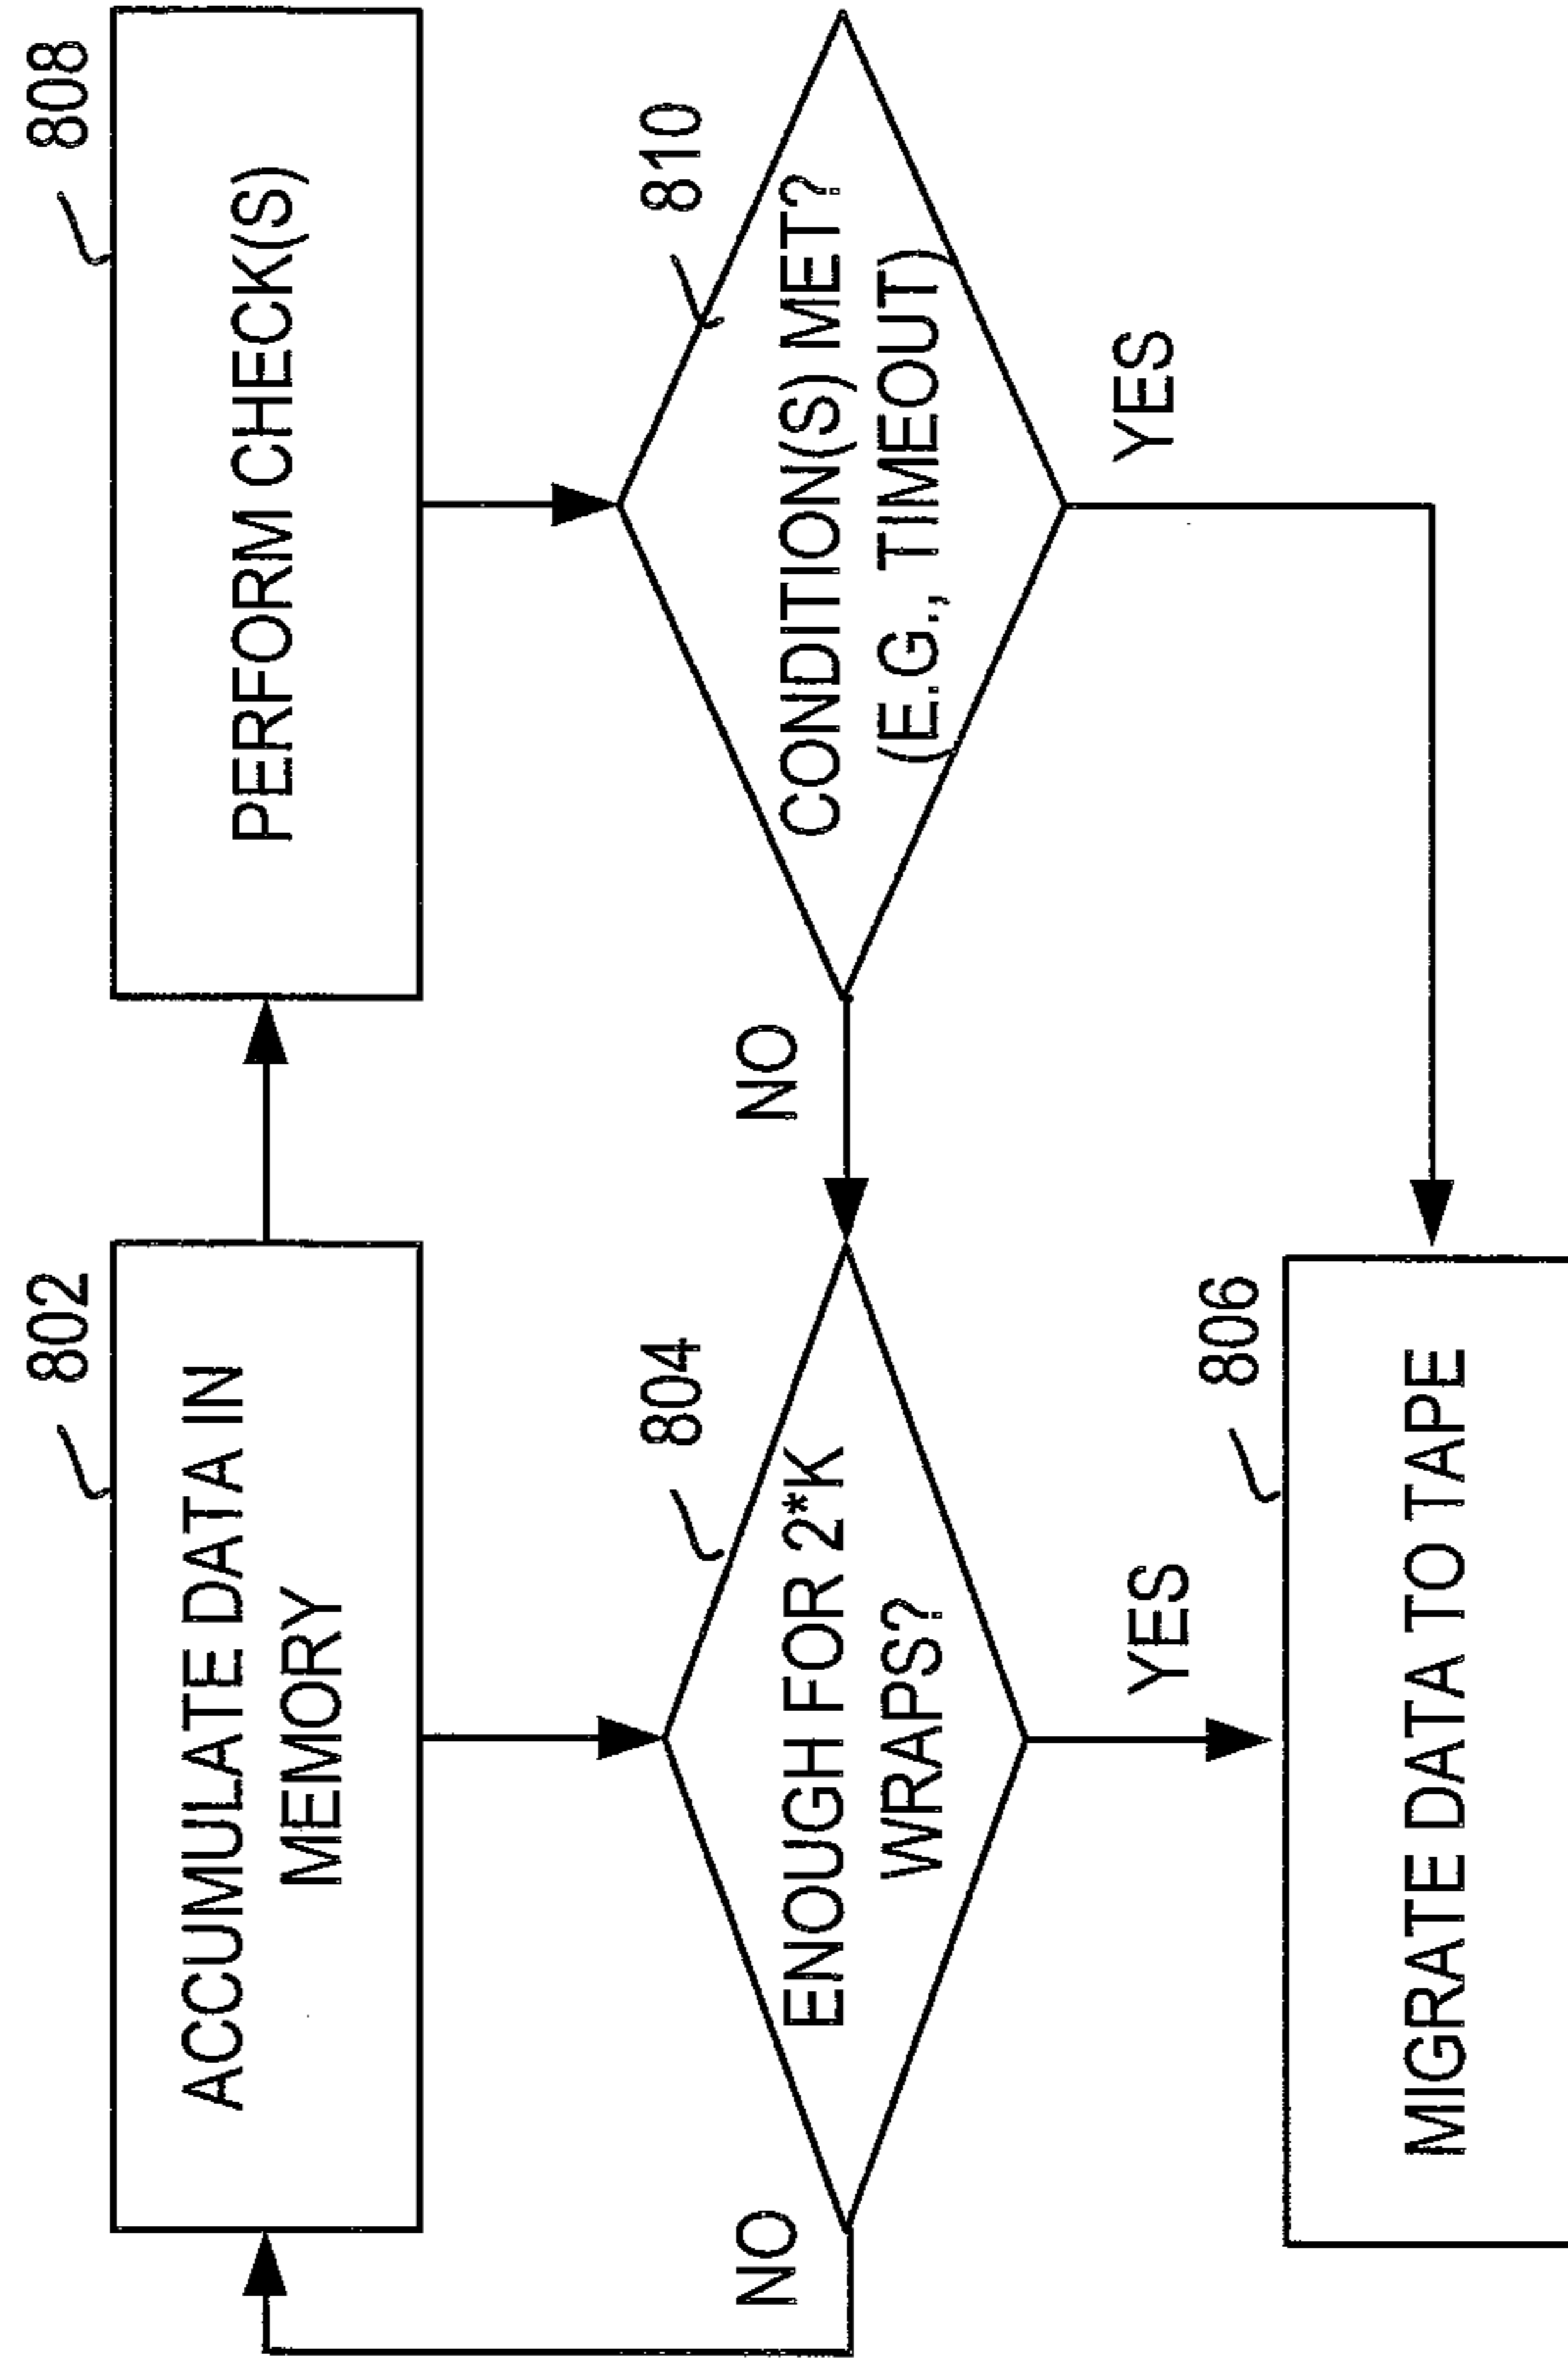 802
ACCUMULATE DATA IN
MEMORY
808
PERFORM CHECK(S)
804
ENOUGH FOR 2*K
WRAPS?
NO
NO
810
CONDITION(S) MET?
(E.G., TIMEOUT)
YES
YES
806
MIGRATE DATA TO TAPE